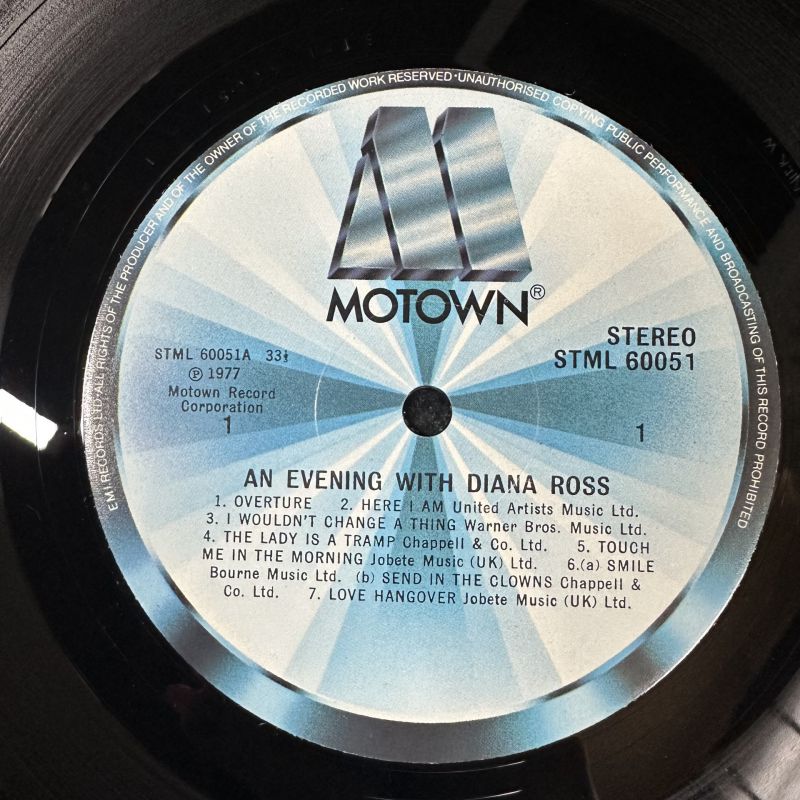 EMI RECORDS LTD. ALL RIGHTS OF THE PRODUCER AND OF THE OWNER OF THE RECORDED WORK RESERVED · UNAUTHORISED COPYING PUBLIC PERFORMANCE AND BROADCASTING OF THIS RECORD PROHIBITED
MOTOWN®
STML 60051A 33⅓
℗ 1977
Motown Record
Corporation
1
STEREO
STML 60051
1
AN EVENING WITH DIANA ROSS
1. OVERTURE 2. HERE I AM United Artists Music Ltd.
3. I WOULDN'T CHANGE A THING Warner Bros. Music Ltd.
4. THE LADY IS A TRAMP Chappell & Co. Ltd. 5. TOUCH
ME IN THE MORNING Jobete Music (UK) Ltd. 6.(a) SMILE
Bourne Music Ltd. (b) SEND IN THE CLOWNS Chappell &
Co. Ltd. 7. LOVE HANGOVER Jobete Music (UK) Ltd.